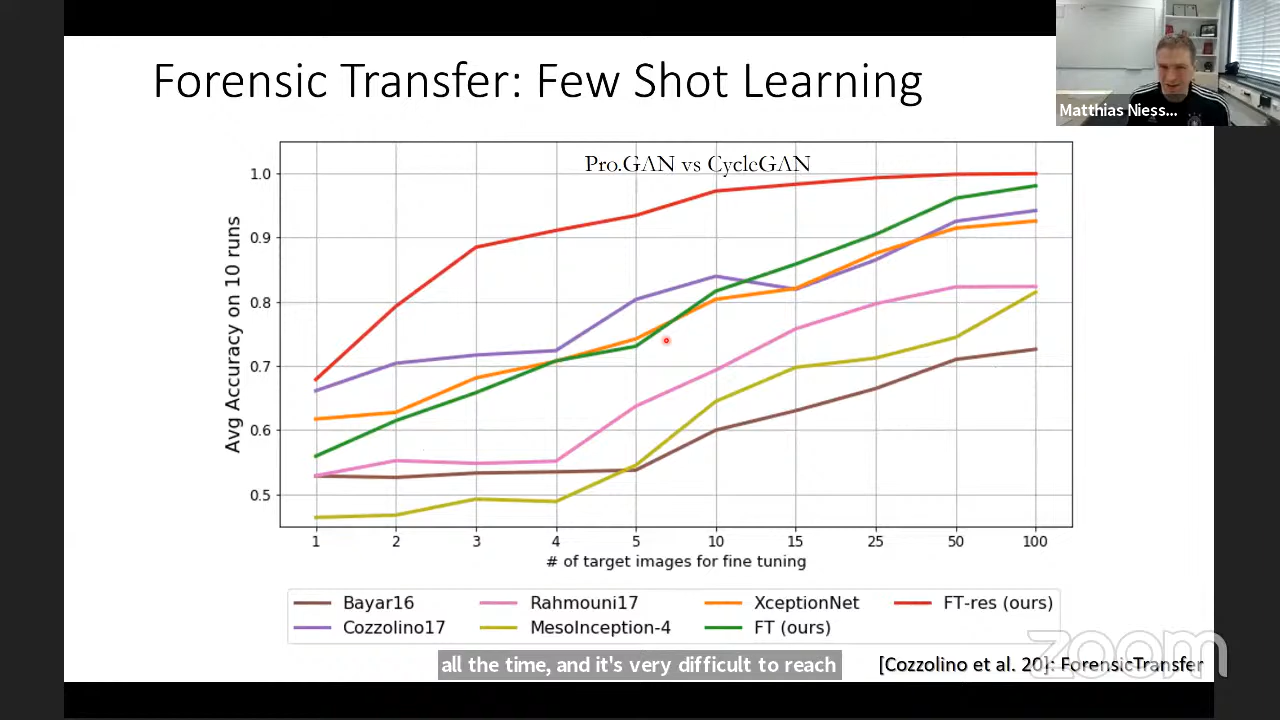 Forensic Transfer: Few Shot Learning
Matthias Niess...
Pro.GAN vs CycleGAN
Avg Accuracy on 10 runs
1.0
0.9
0.8
0.7
0.6
0.5
1 2 3 4 5 10 15 25 50 100
# of target images for fine tuning
Bayar16 Rahmouni17 XceptionNet FT-res (ours)
Cozzolino17 MesoInception-4 FT (ours)
all the time, and it's very difficult to reach
[Cozzolino et al. 20]: ForensicTransfer
zoom